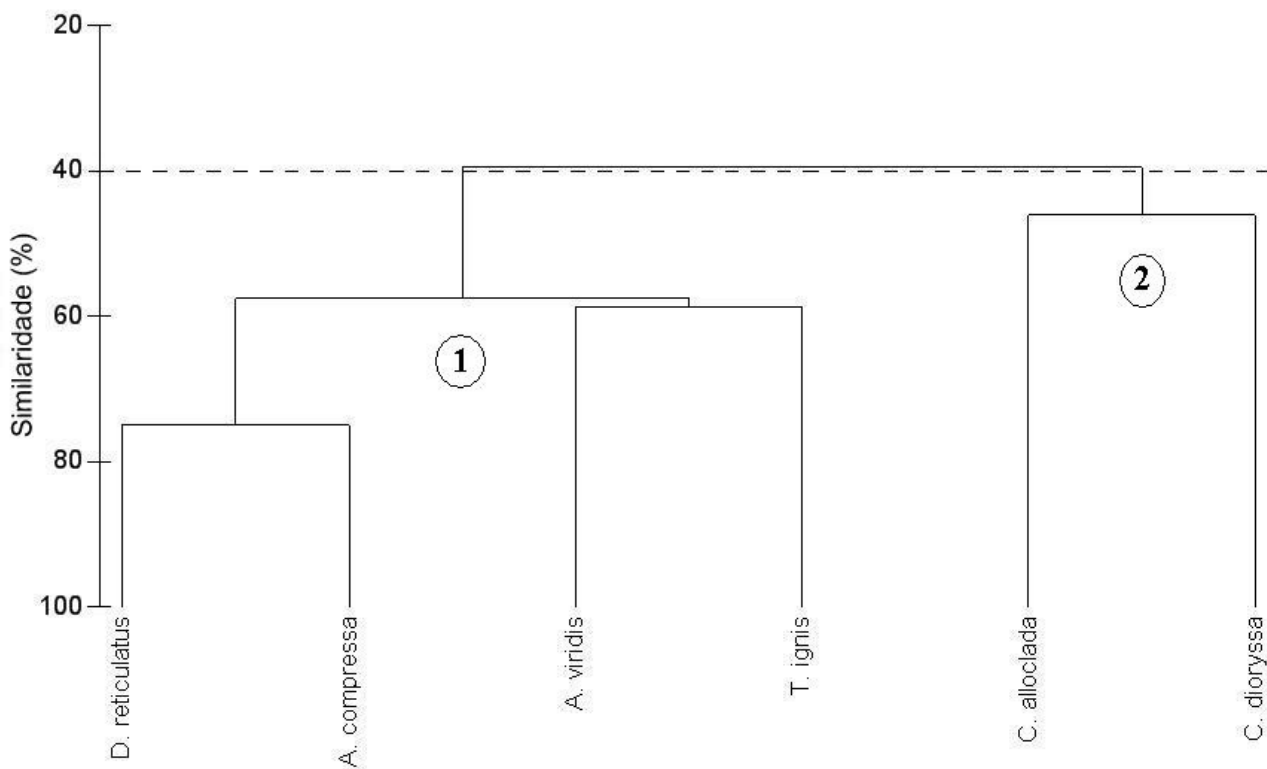 20
40
60
80
100
Similaridade (%)
1
2
D. reticulatus
A. compressa
A. viridis
T. ignis
C. alloclada
C. dioryssa